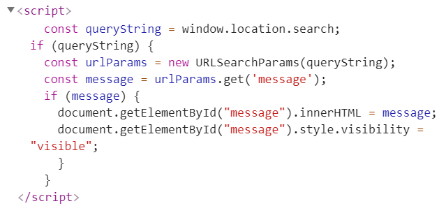 <script>
const queryString = window.location.search;
if (queryString) {
const urlParams = new URLSearchParams(queryString);
const message = urlParams.get('message');
if (message) {
document.getElementById("message").innerHTML = message;
document.getElementById("message").style.visibility =
"visible";
}
}
</script>